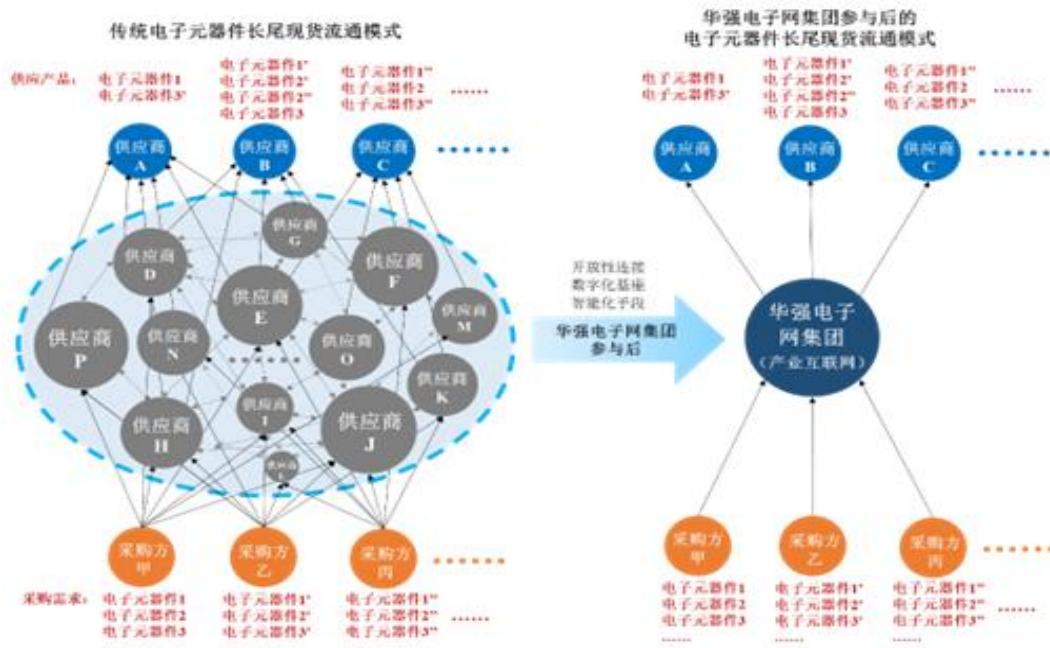 传统电子元器件长尾现货流通模式
供应产品：
电子元器件1
电子元器件3'
电子元器件1'
电子元器件2'
电子元器件2''
电子元器件3
电子元器件1''
电子元器件2
电子元器件3''
……
供应商
A
供应商
B
供应商
C
供应商
G
供应商
D
供应商
F
供应商
E
供应商
M
供应商
P
供应商
N
供应商
O
供应商
K
供应商
I
供应商
H
供应商
J
供应商
采购方
甲
采购方
乙
采购方
丙
采购需求：
电子元器件1
电子元器件2
电子元器件3
电子元器件1'
电子元器件2'
电子元器件3'
电子元器件1''
电子元器件2''
电子元器件3''
……
开放性连接
数字化基座
智能化手段
华强电子网集团
参与后
华强电子网集团参与后的
电子元器件长尾现货流通模式
电子元器件1
电子元器件3'
电子元器件1'
电子元器件2'
电子元器件2''
电子元器件3
电子元器件1''
电子元器件2
电子元器件3''
……
供应商
A
供应商
B
供应商
C
华强电子
网集团
（产业互联网）
采购方
甲
采购方
乙
采购方
丙
电子元器件1
电子元器件2
电子元器件3
……
电子元器件1'
电子元器件2'
电子元器件3'
……
电子元器件1''
电子元器件2''
电子元器件3''
……
……